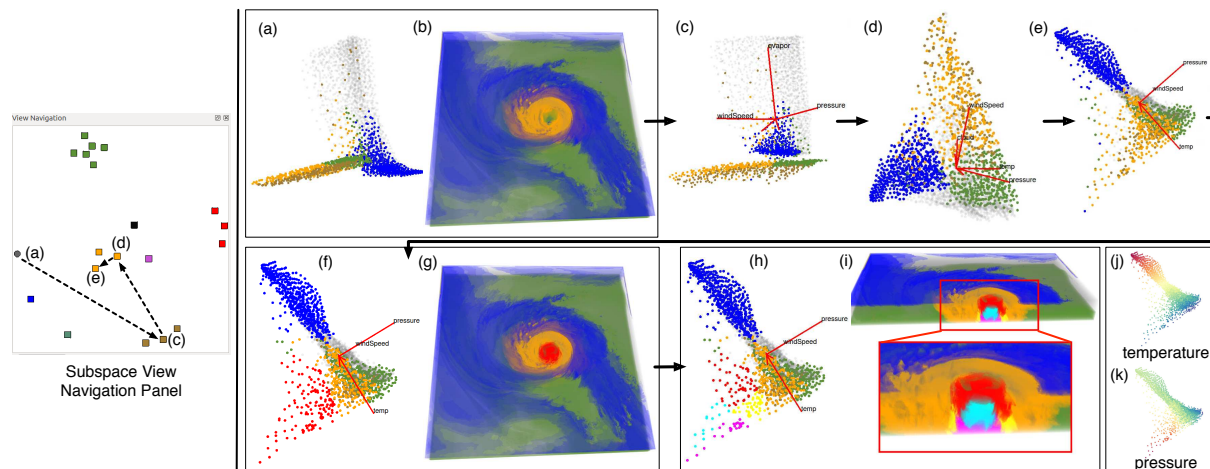 View Navigation
(a)
(d)
(e)
(c)
Subspace View
Navigation Panel
(a)
(b)
(c)
evapor
pressure
windSpeed
(d)
windSpeed
temp
pressure
(e)
pressure
windSpeed
temp
(f)
pressure
windSpeed
temp
(g)
(h)
pressure
windSpeed
temp
(i)
(j)
temperature
(k)
pressure